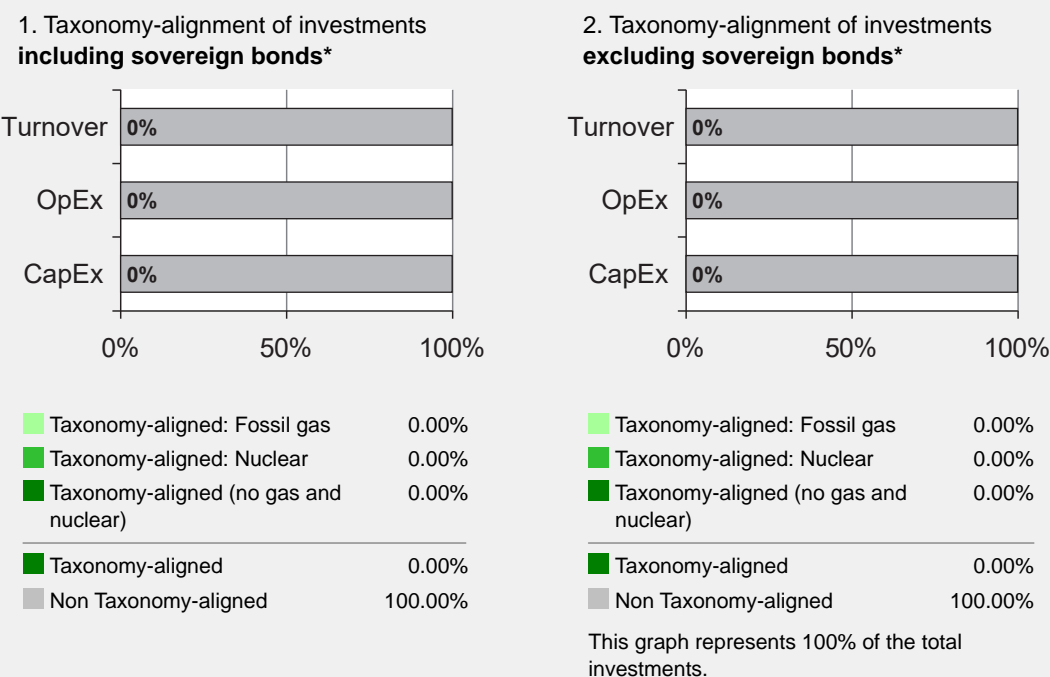 1. Taxonomy-alignment of investments
including sovereign bonds*
Turnover 0%
OpEx 0%
CapEx 0%
0% 50% 100%
Taxonomy-aligned: Fossil gas 0.00%
Taxonomy-aligned: Nuclear 0.00%
Taxonomy-aligned (no gas and 0.00%
nuclear)
Taxonomy-aligned 0.00%
Non Taxonomy-aligned 100.00%
2. Taxonomy-alignment of investments
excluding sovereign bonds*
Turnover 0%
OpEx 0%
CapEx 0%
0% 50% 100%
Taxonomy-aligned: Fossil gas 0.00%
Taxonomy-aligned: Nuclear 0.00%
Taxonomy-aligned (no gas and 0.00%
nuclear)
Taxonomy-aligned 0.00%
Non Taxonomy-aligned 100.00%
This graph represents 100% of the total
investments.